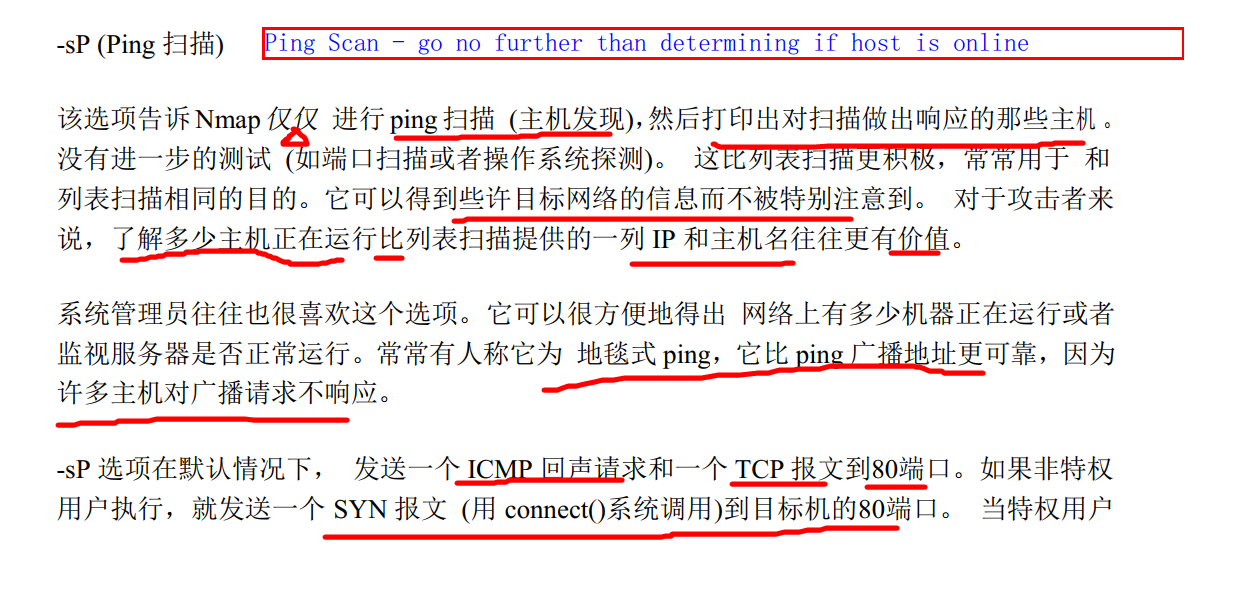 -sP (Ping 扫描) Ping Scan - go no further than determining if host is online
该选项告诉 Nmap 仅仅 进行 ping 扫描 (主机发现), 然后打印出对扫描做出响应的那些主机。
没有进一步的测试 (如端口扫描或者操作系统探测)。 这比列表扫描更积极，常常用于 和
列表扫描相同的目的。它可以得到些许目标网络的信息而不被特别注意到。 对于攻击者来
说，了解多少主机正在运行比列表扫描提供的一列 IP 和主机名往往更有价值。
系统管理员往往也很喜欢这个选项。它可以很方便地得出 网络上有多少机器正在运行或者
监视服务器是否正常运行。常常有人称它为 地毯式 ping，它比 ping 广播地址更可靠，因为
许多主机对广播请求不响应。
-sP 选项在默认情况下， 发送一个 ICMP 回声请求和一个 TCP 报文到80端口。如果非特权
用户执行，就发送一个 SYN 报文 (用 connect()系统调用)到目标机的80端口。 当特权用户